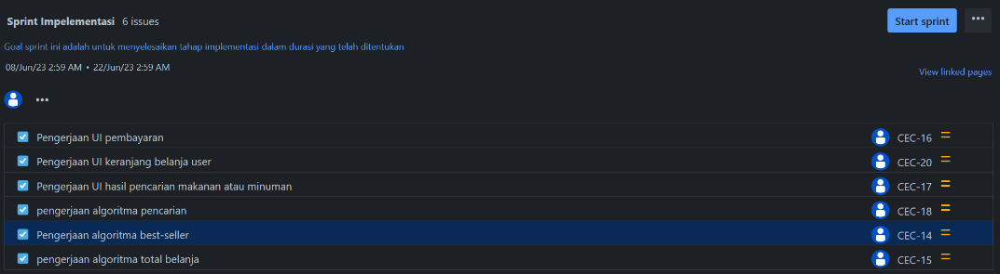 Sprint Impelementasi 6 issues
Start sprint
Goal sprint ini adalah untuk menyelesaikan tahap implementasi dalam durasi yang telah ditentukan
08/Jun/23 2:59 AM • 22/Jun/23 2:59 AM
View linked pages
Pengerjaan UI pembayaran CEC-16
Pengerjaan UI keranjang belanja user CEC-20
Pengerjaan UI hasil pencarian makanan atau minuman CEC-17
pengerjaan algoritma pencarian CEC-18
Pengerjaan algoritma best-seller CEC-14
pengerjaan algoritma total belanja CEC-15